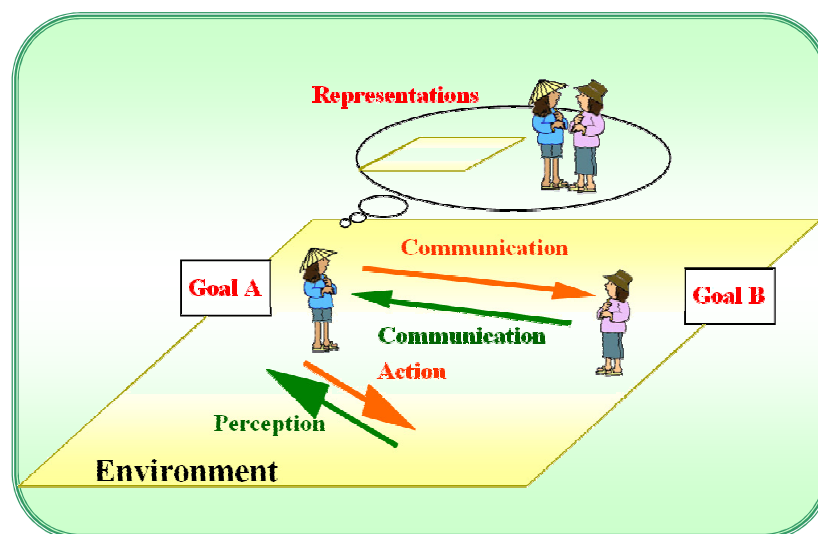 Representations
Communication
Goal A
Goal B
Communication
Action
Perception
Environment